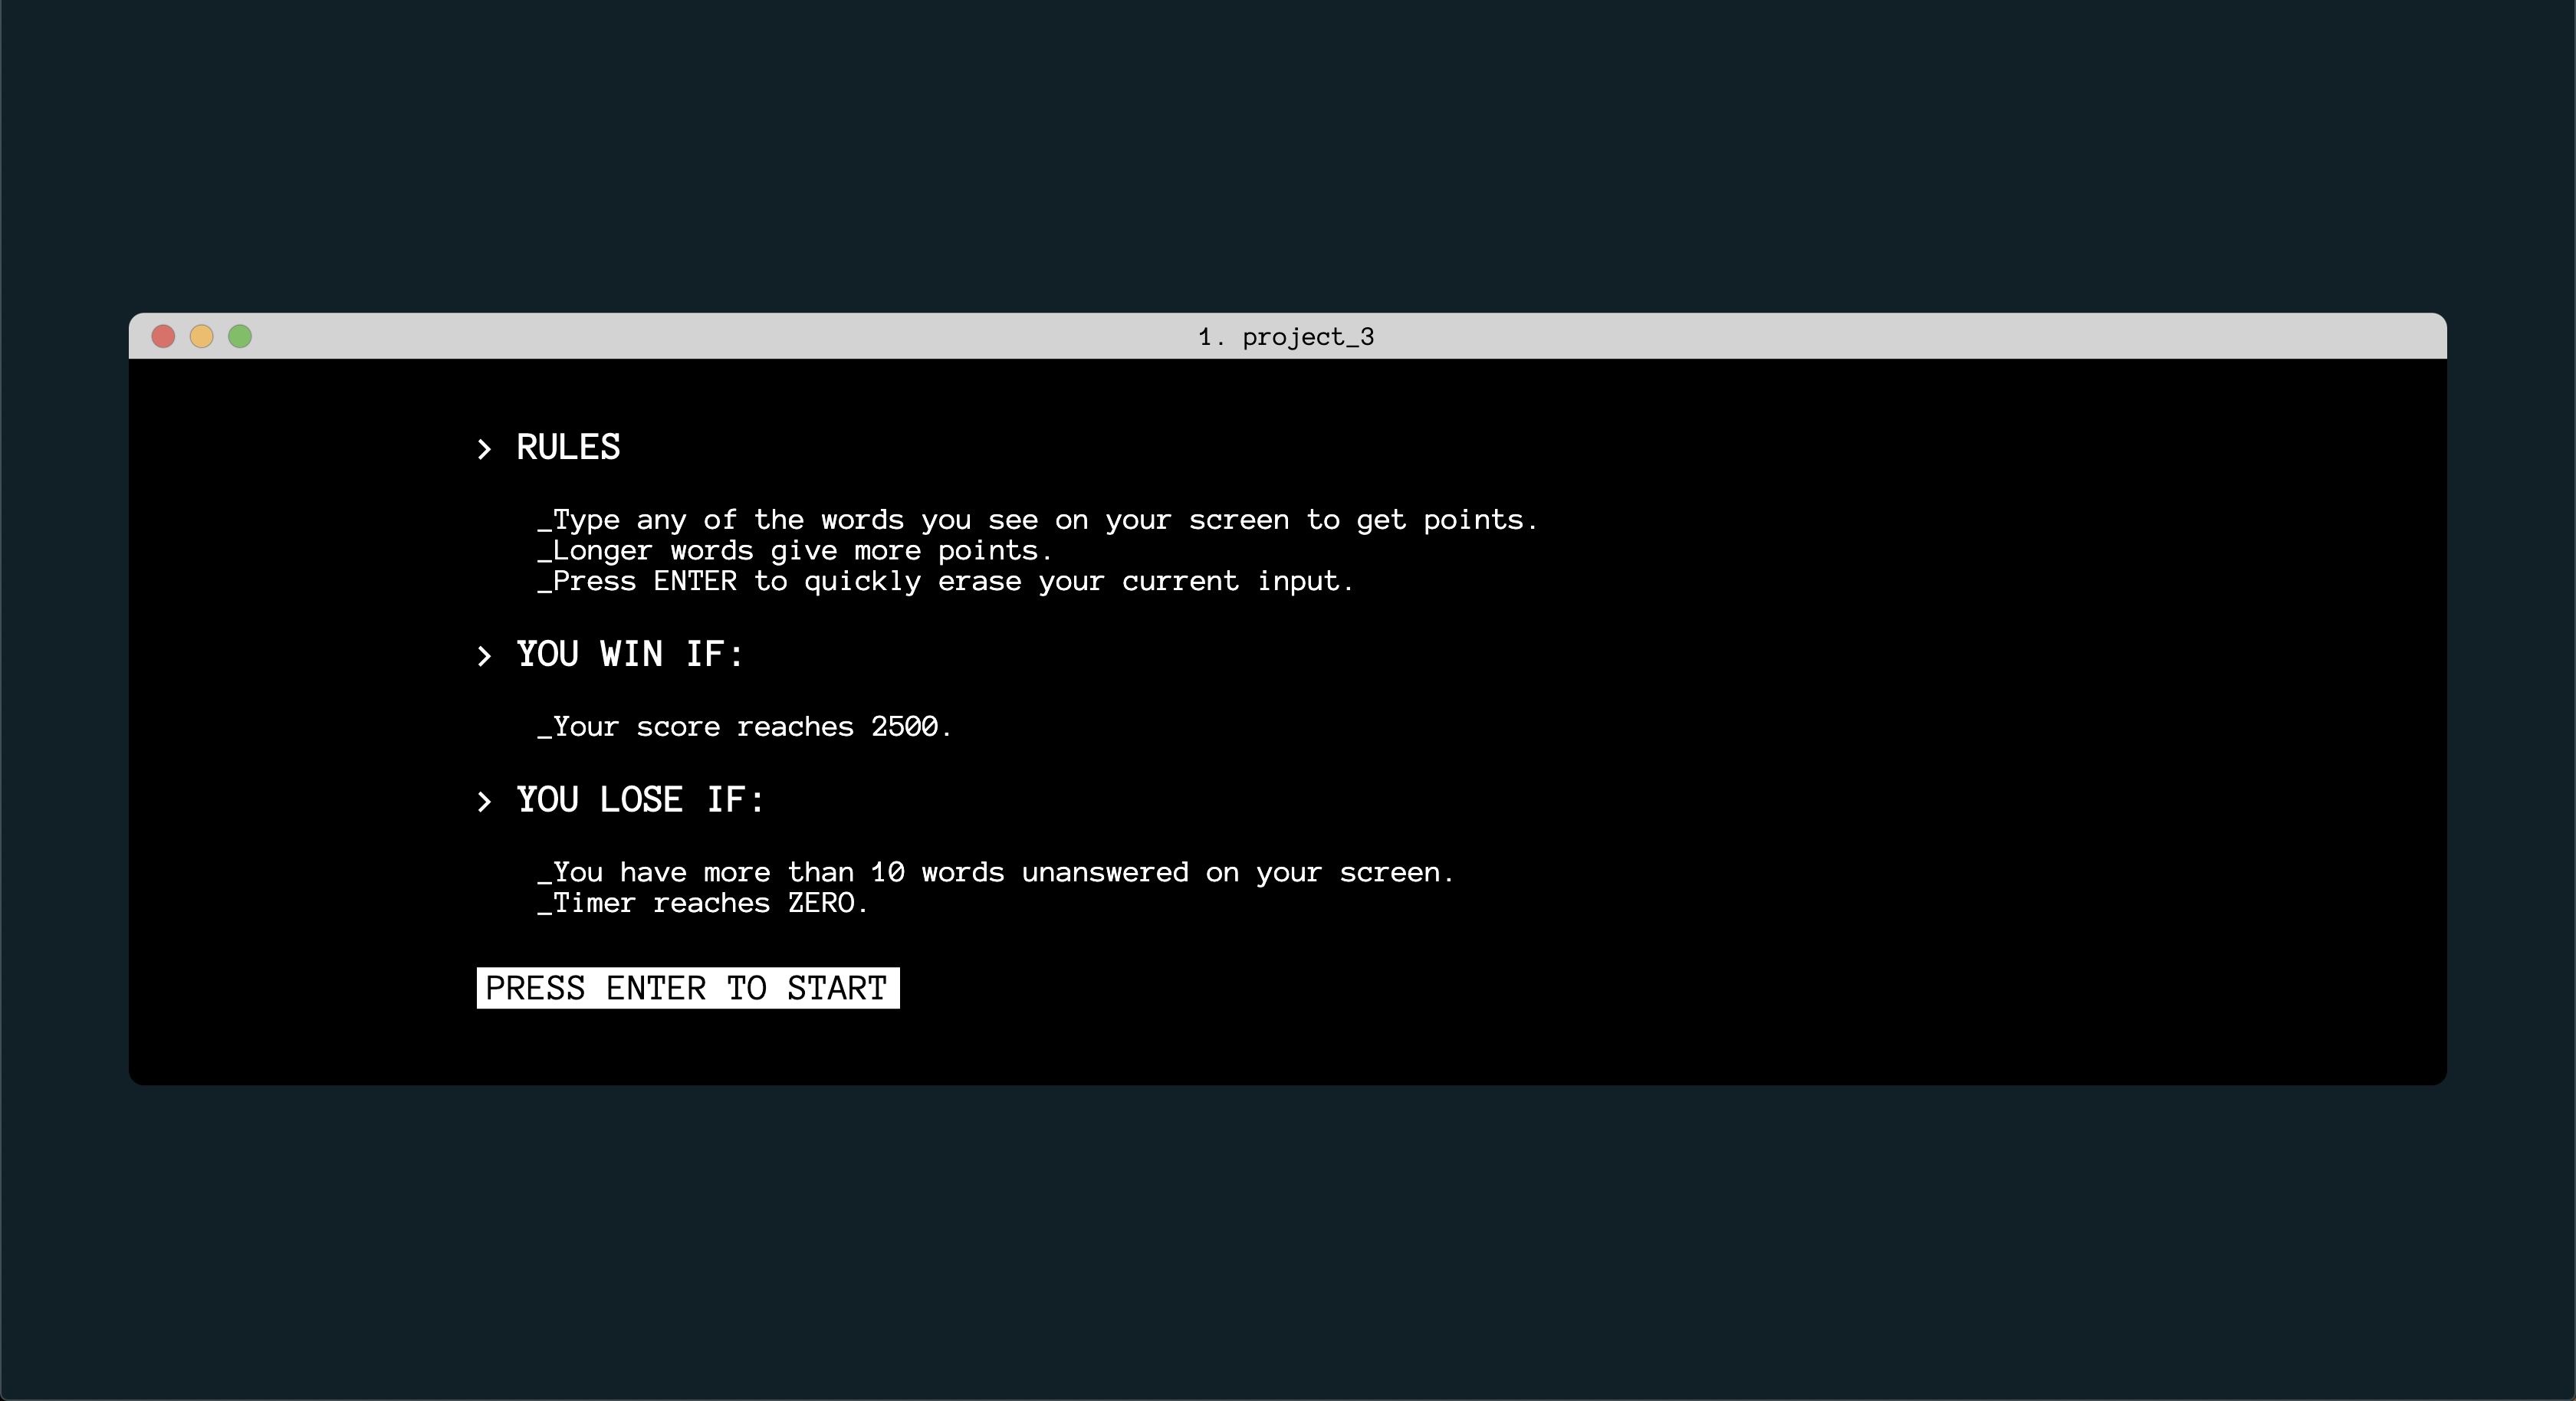 1. project_3
> RULES
_Type any of the words you see on your screen to get points.
_Longer words give more points.
_Press ENTER to quickly erase your current input.
> YOU WIN IF:
_Your score reaches 2500.
> YOU LOSE IF:
_You have more than 10 words unanswered on your screen.
_Timer reaches ZERO.
PRESS ENTER TO START